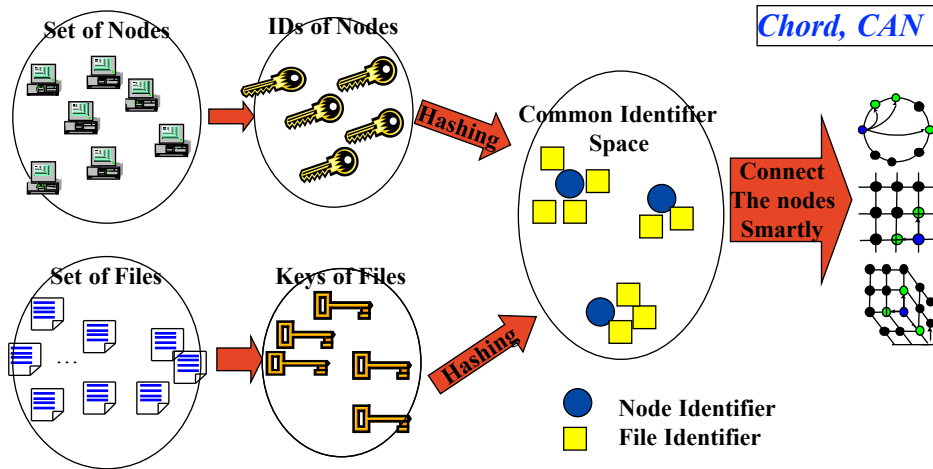 Set of Nodes
IDs of Nodes
Chord, CAN
Hashing
Common Identifier
Space
Connect
The nodes
Smartly
Set of Files
Keys of Files
...
Hashing
Node Identifier
File Identifier